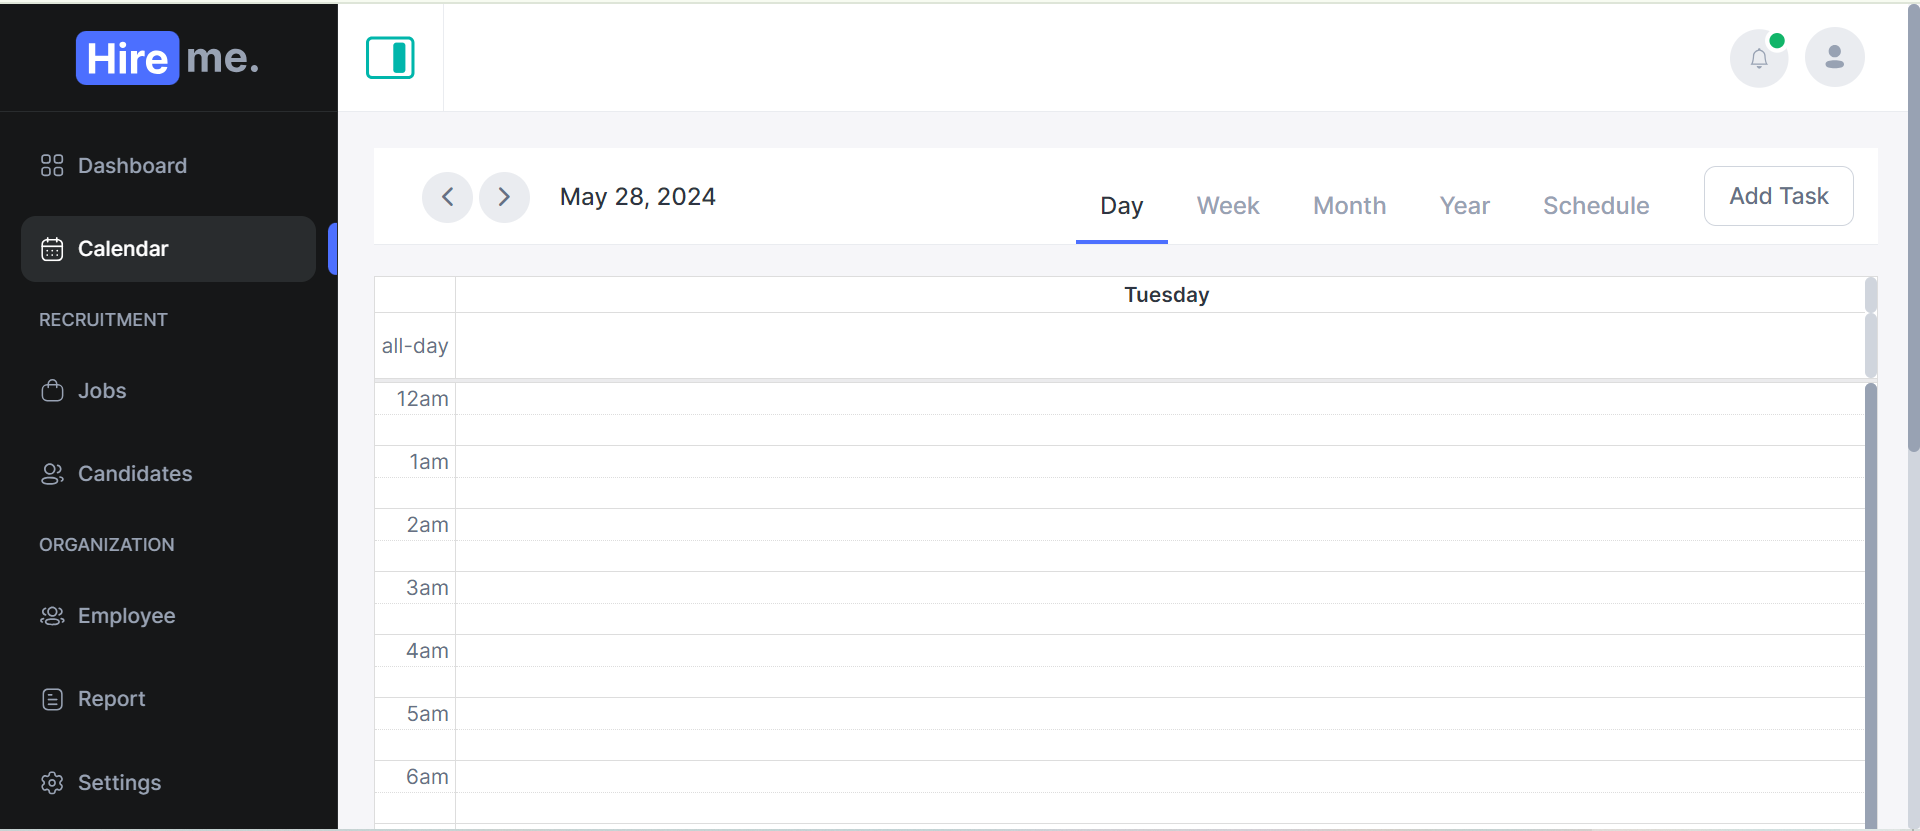 Hire me.
Dashboard
Calendar
RECRUITMENT
Jobs
Candidates
ORGANIZATION
Employee
Report
Settings
May 28, 2024
Day Week Month Year Schedule Add Task
Tuesday
all-day
12am
1am
2am
3am
4am
5am
6am